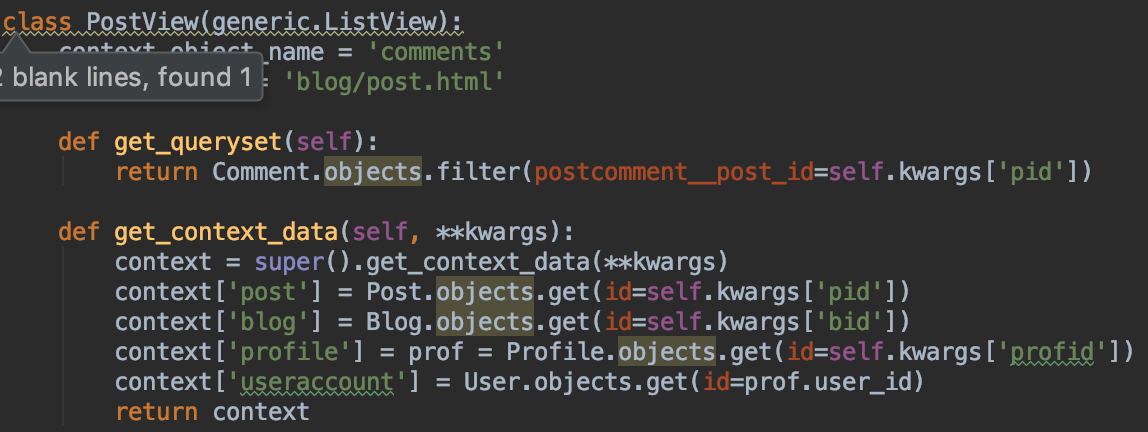 class PostView(generic.ListView):
context_object_name = 'comments'
2 blank lines, found 1
= 'blog/post.html'
def get_queryset(self):
return Comment.objects.filter(postcomment__post_id=self.kwargs['pid'])
def get_context_data(self, **kwargs):
context = super().get_context_data(**kwargs)
context['post'] = Post.objects.get(id=self.kwargs['pid'])
context['blog'] = Blog.objects.get(id=self.kwargs['bid'])
context['profile'] = prof = Profile.objects.get(id=self.kwargs['profid'])
context['useraccount'] = User.objects.get(id=prof.user_id)
return context